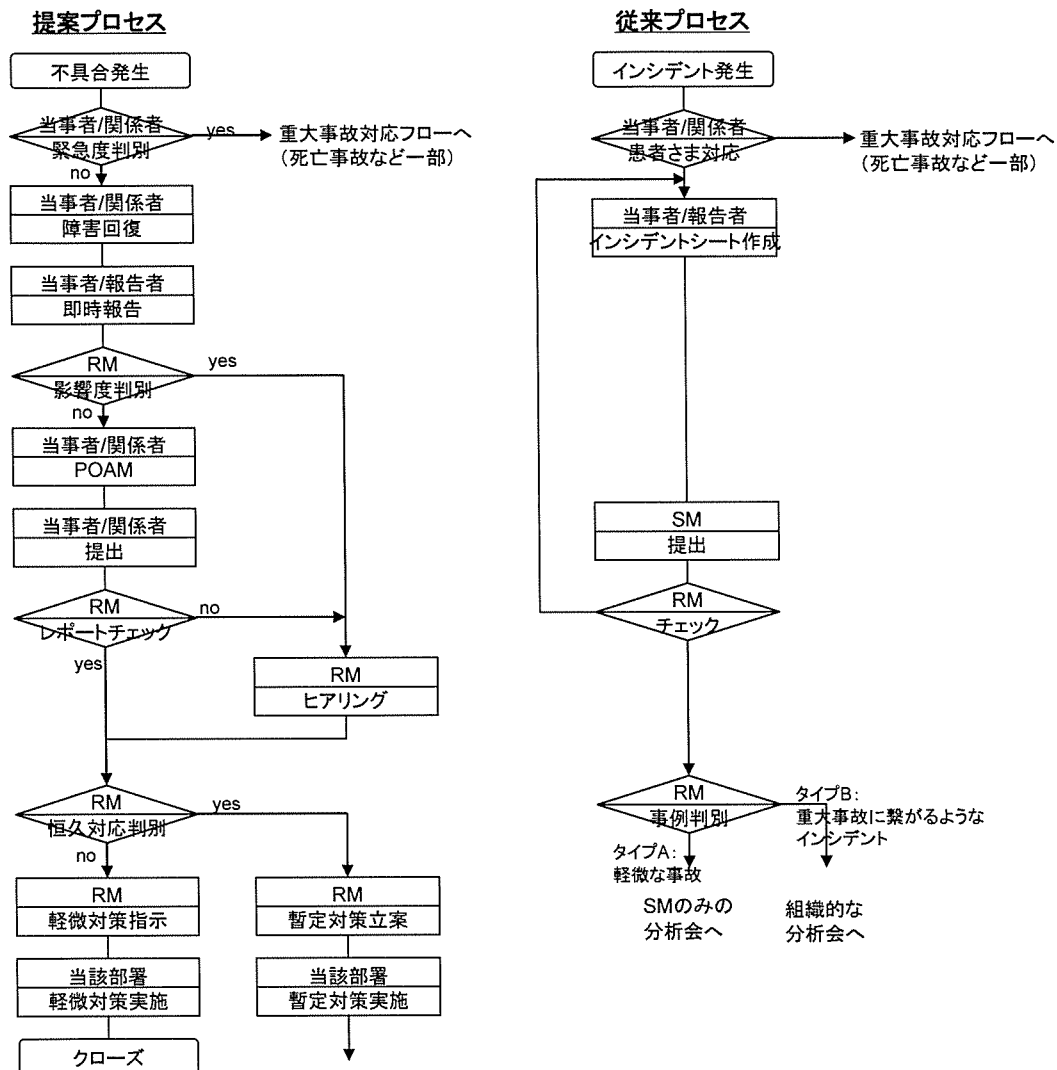 提案プロセス
不具合発生
当事者/関係者
緊急度判別
yes
重大事故対応フローへ
(死亡事故など一部)
no
当事者/関係者
障害回復
当事者/報告者
即時報告
RM
影響度判別
yes
no
当事者/関係者
POAM
当事者/関係者
提出
RM
レポートチェック
no
yes
RM
ヒアリング
RM
恒久対応判別
yes
no
RM
軽微対策指示
RM
暫定対策立案
当該部署
軽微対策実施
当該部署
暫定対策実施
クローズ
従来プロセス
インシデント発生
当事者/関係者
患者さま対応
重大事故対応フローへ
(死亡事故など一部)
当事者/報告者
インシデントシート作成
SM
提出
RM
チェック
RM
事例判別
タイプB:
重大事故に繋がるような
インシデント
タイプA:
軽微な事故
SMのみの
分析会へ
組織的な
分析会へ